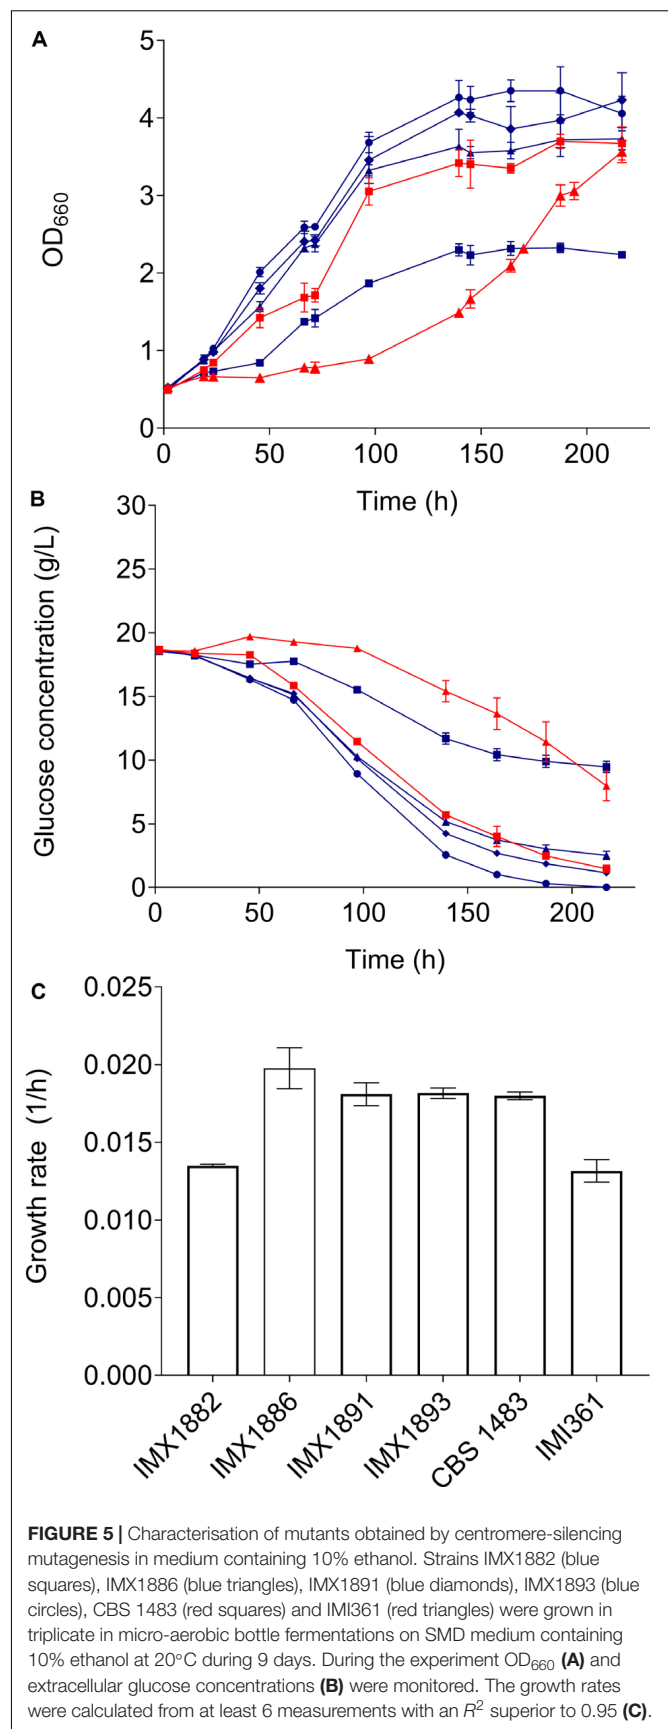 A
5
4
3
2
1
0
OD660
0 50 100 150 200
Time (h)
B
30
25
20
15
10
5
0
Glucose concentration (g/L)
0 50 100 150 200
Time (h)
C
0.025
0.020
0.015
0.010
0.005
0.000
Growth rate (1/h)
IMX1882
IMX1886
IMX1891
IMX1893
CBS 1483
IMI361
FIGURE 5 | Characterisation of mutants obtained by centromere-silencing
mutagenesis in medium containing 10% ethanol. Strains IMX1882 (blue
squares), IMX1886 (blue triangles), IMX1891 (blue diamonds), IMX1893 (blue
circles), CBS 1483 (red squares) and IMI361 (red triangles) were grown in
triplicate in micro-aerobic bottle fermentations on SMD medium containing
10% ethanol at 20°C during 9 days. During the experiment OD660 (A) and
extracellular glucose concentrations (B) were monitored. The growth rates
were calculated from at least 6 measurements with an R² superior to 0.95 (C).